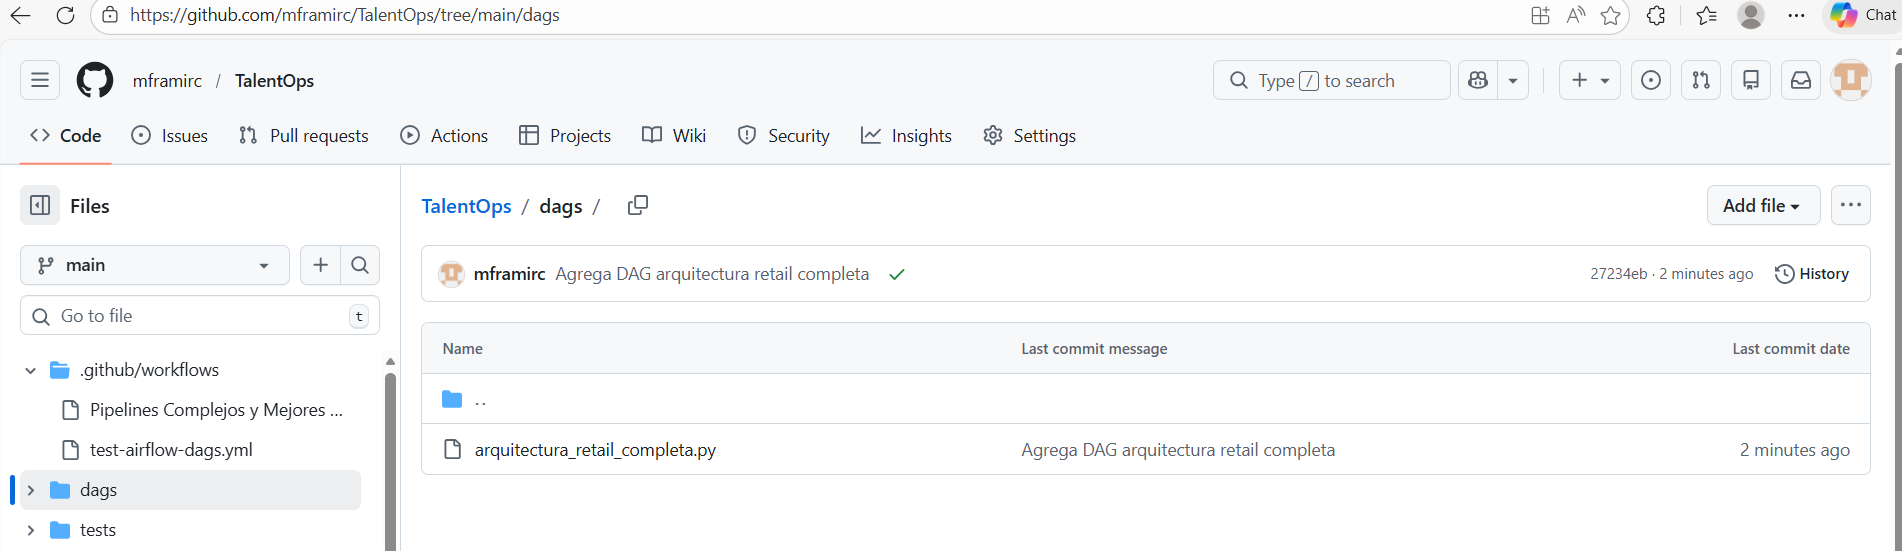 https://github.com/mframirc/TalentOps/tree/main/dags
Chat
mframirc / TalentOps
Type / to search
Code
Issues
Pull requests
Actions
Projects
Wiki
Security
Insights
Settings
Files
main
Go to file
t
.github/workflows
Pipelines Complejos y Mejores ...
test-airflow-dags.yml
dags
tests
TalentOps / dags /
Add file
mframirc Agrega DAG arquitectura retail completa
27234eb · 2 minutes ago
History
Name Last commit message Last commit date
..
arquitectura_retail_completa.py Agrega DAG arquitectura retail completa 2 minutes ago